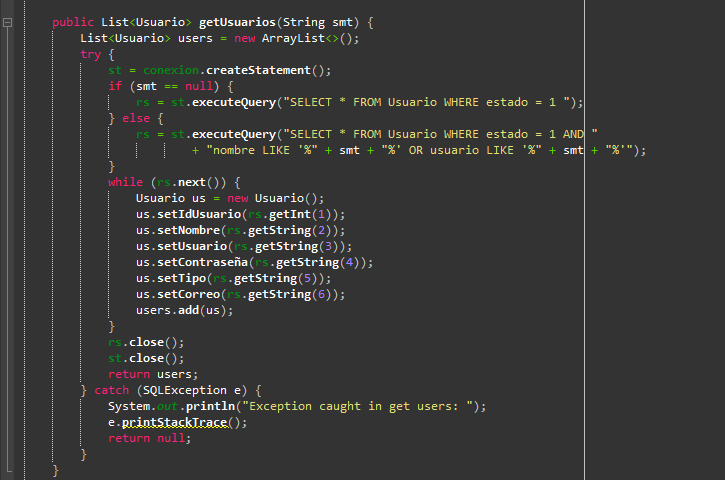 public List<Usuario> getUsuarios(String smt) {
List<Usuario> users = new ArrayList<>();
try {
st = conexion.createStatement();
if (smt == null) {
rs = st.executeQuery("SELECT * FROM Usuario WHERE estado = 1 ");
} else {
rs = st.executeQuery("SELECT * FROM Usuario WHERE estado = 1 AND "
+ "nombre LIKE '%" + smt + "%' OR usuario LIKE '%" + smt + "%'");
}
while (rs.next()) {
Usuario us = new Usuario();
us.setIdUsuario(rs.getInt(1));
us.setNombre(rs.getString(2));
us.setUsuario(rs.getString(3));
us.setContraseña(rs.getString(4));
us.setTipo(rs.getString(5));
us.setCorreo(rs.getString(6));
users.add(us);
}
rs.close();
st.close();
return users;
} catch (SQLException e) {
System.out.println("Exception caught in get users: ");
e.printStackTrace();
return null;
}
}